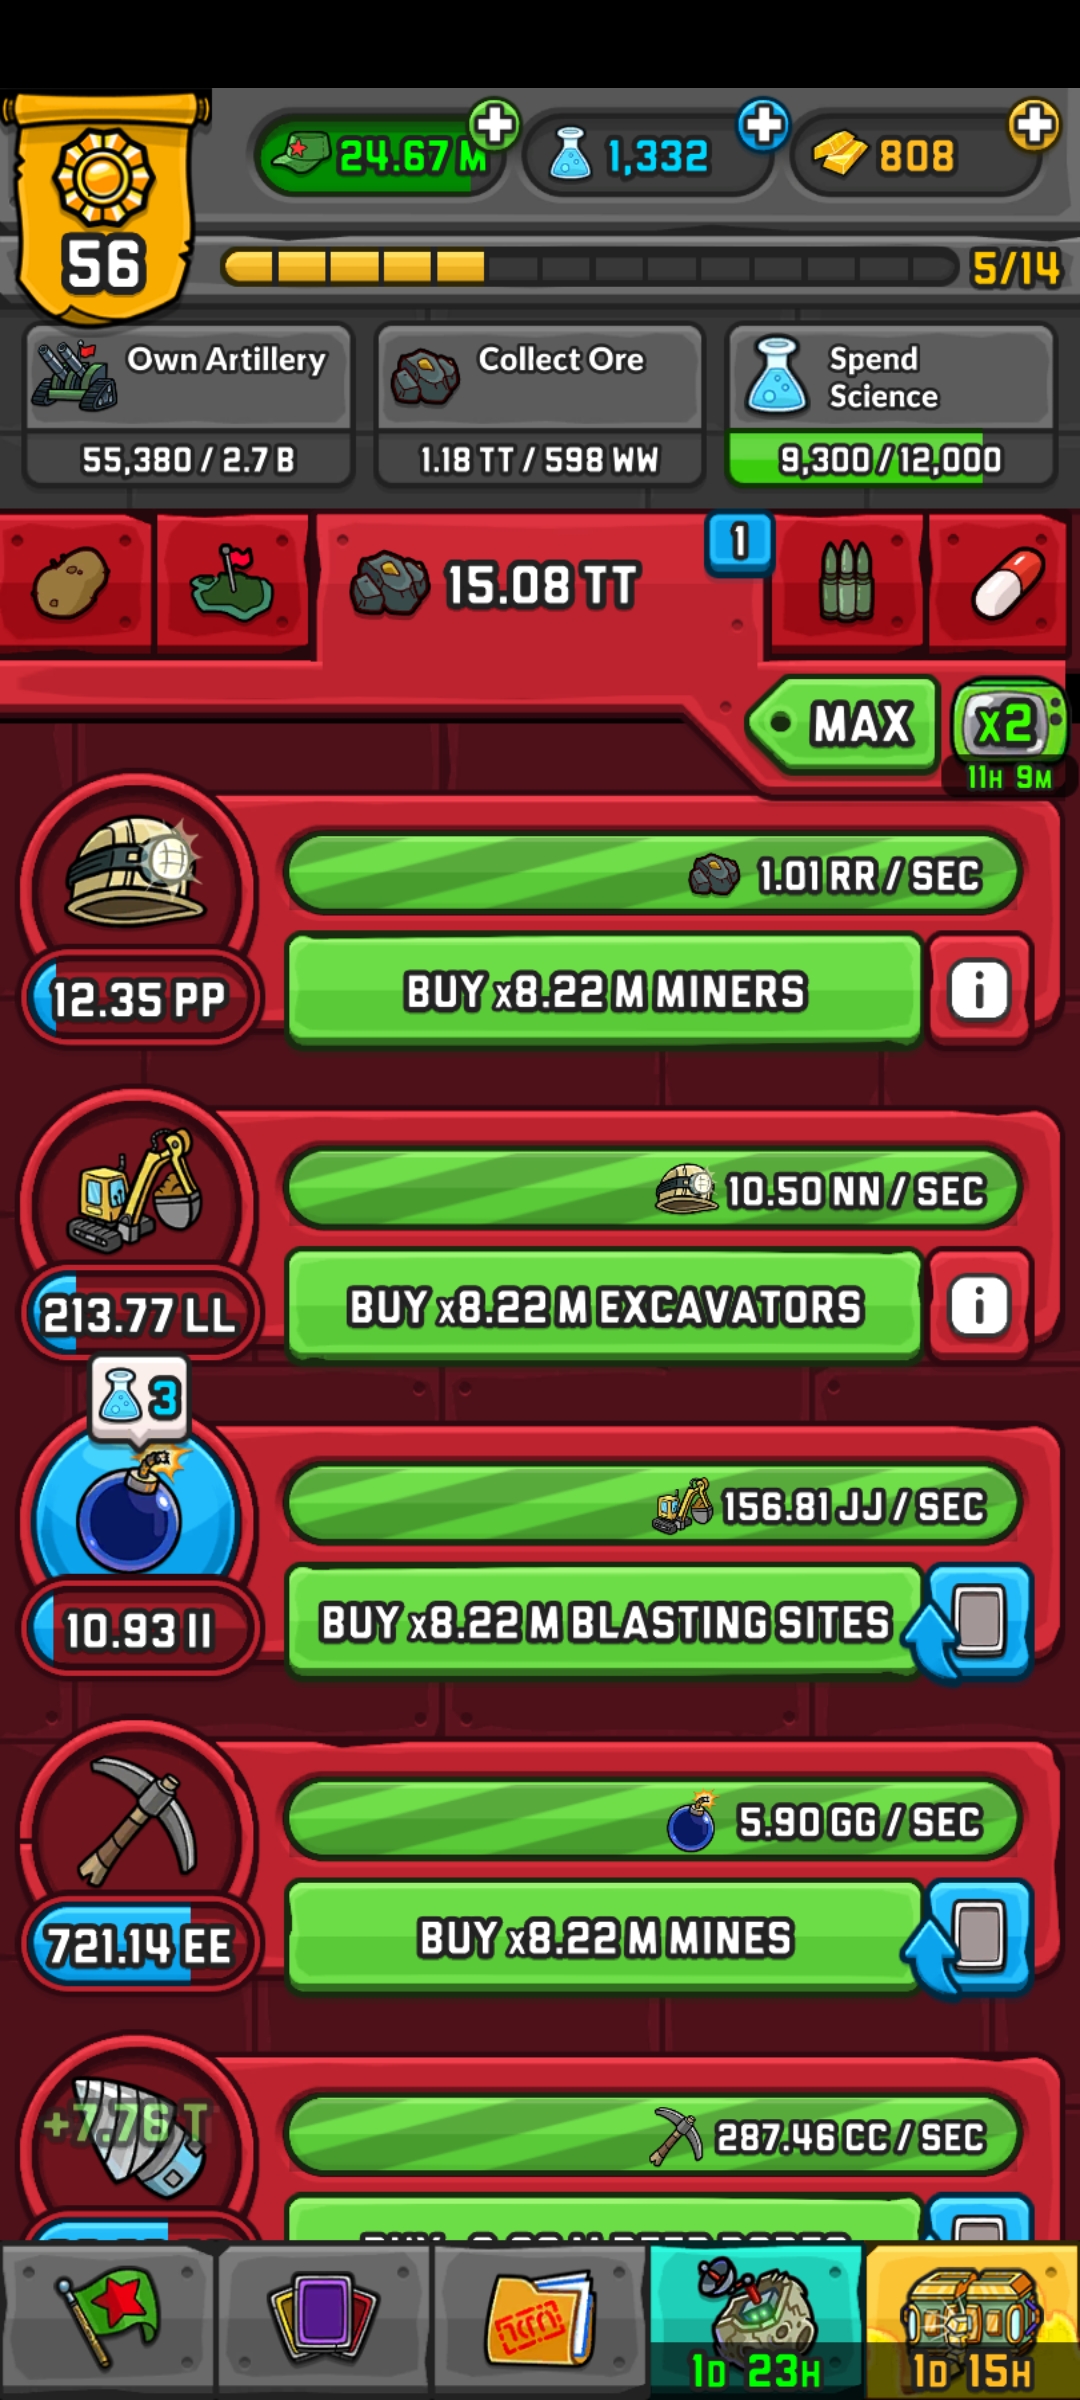 24.67 M
1,332
808
56
5/14
Own Artillery
55,380 / 2.7 B
Collect Ore
1.18 TT / 598 WW
Spend
Science
9,300 / 12,000
15.08 TT
1
MAX
x2
11H 9M
1.01 RR / SEC
12.35 PP
BUY x8.22 M MINERS
i
10.50 NN / SEC
213.77 LL
BUY x8.22 M EXCAVATORS
i
3
156.81 JJ / SEC
10.93 II
BUY x8.22 M BLASTING SITES
5.90 GG / SEC
721.14 EE
BUY x8.22 M MINES
+7.76 T
287.46 CC / SEC
1D 23H
1D 15H